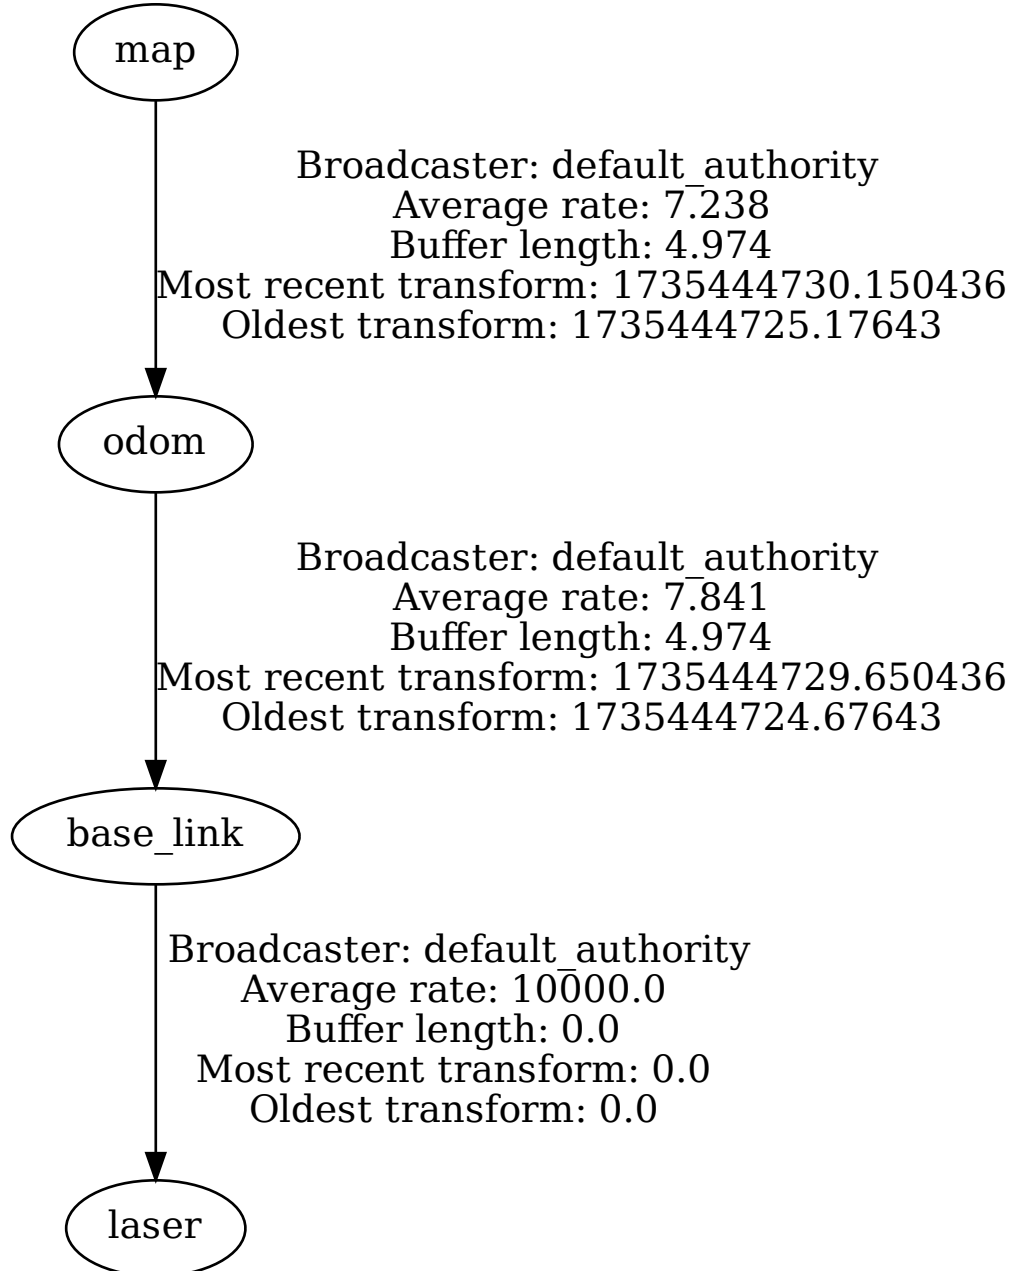 map
Broadcaster: default_authority
Average rate: 7.238
Buffer length: 4.974
Most recent transform: 1735444730.150436
Oldest transform: 1735444725.17643
odom
Broadcaster: default_authority
Average rate: 7.841
Buffer length: 4.974
Most recent transform: 1735444729.650436
Oldest transform: 1735444724.67643
base_link
Broadcaster: default_authority
Average rate: 10000.0
Buffer length: 0.0
Most recent transform: 0.0
Oldest transform: 0.0
laser